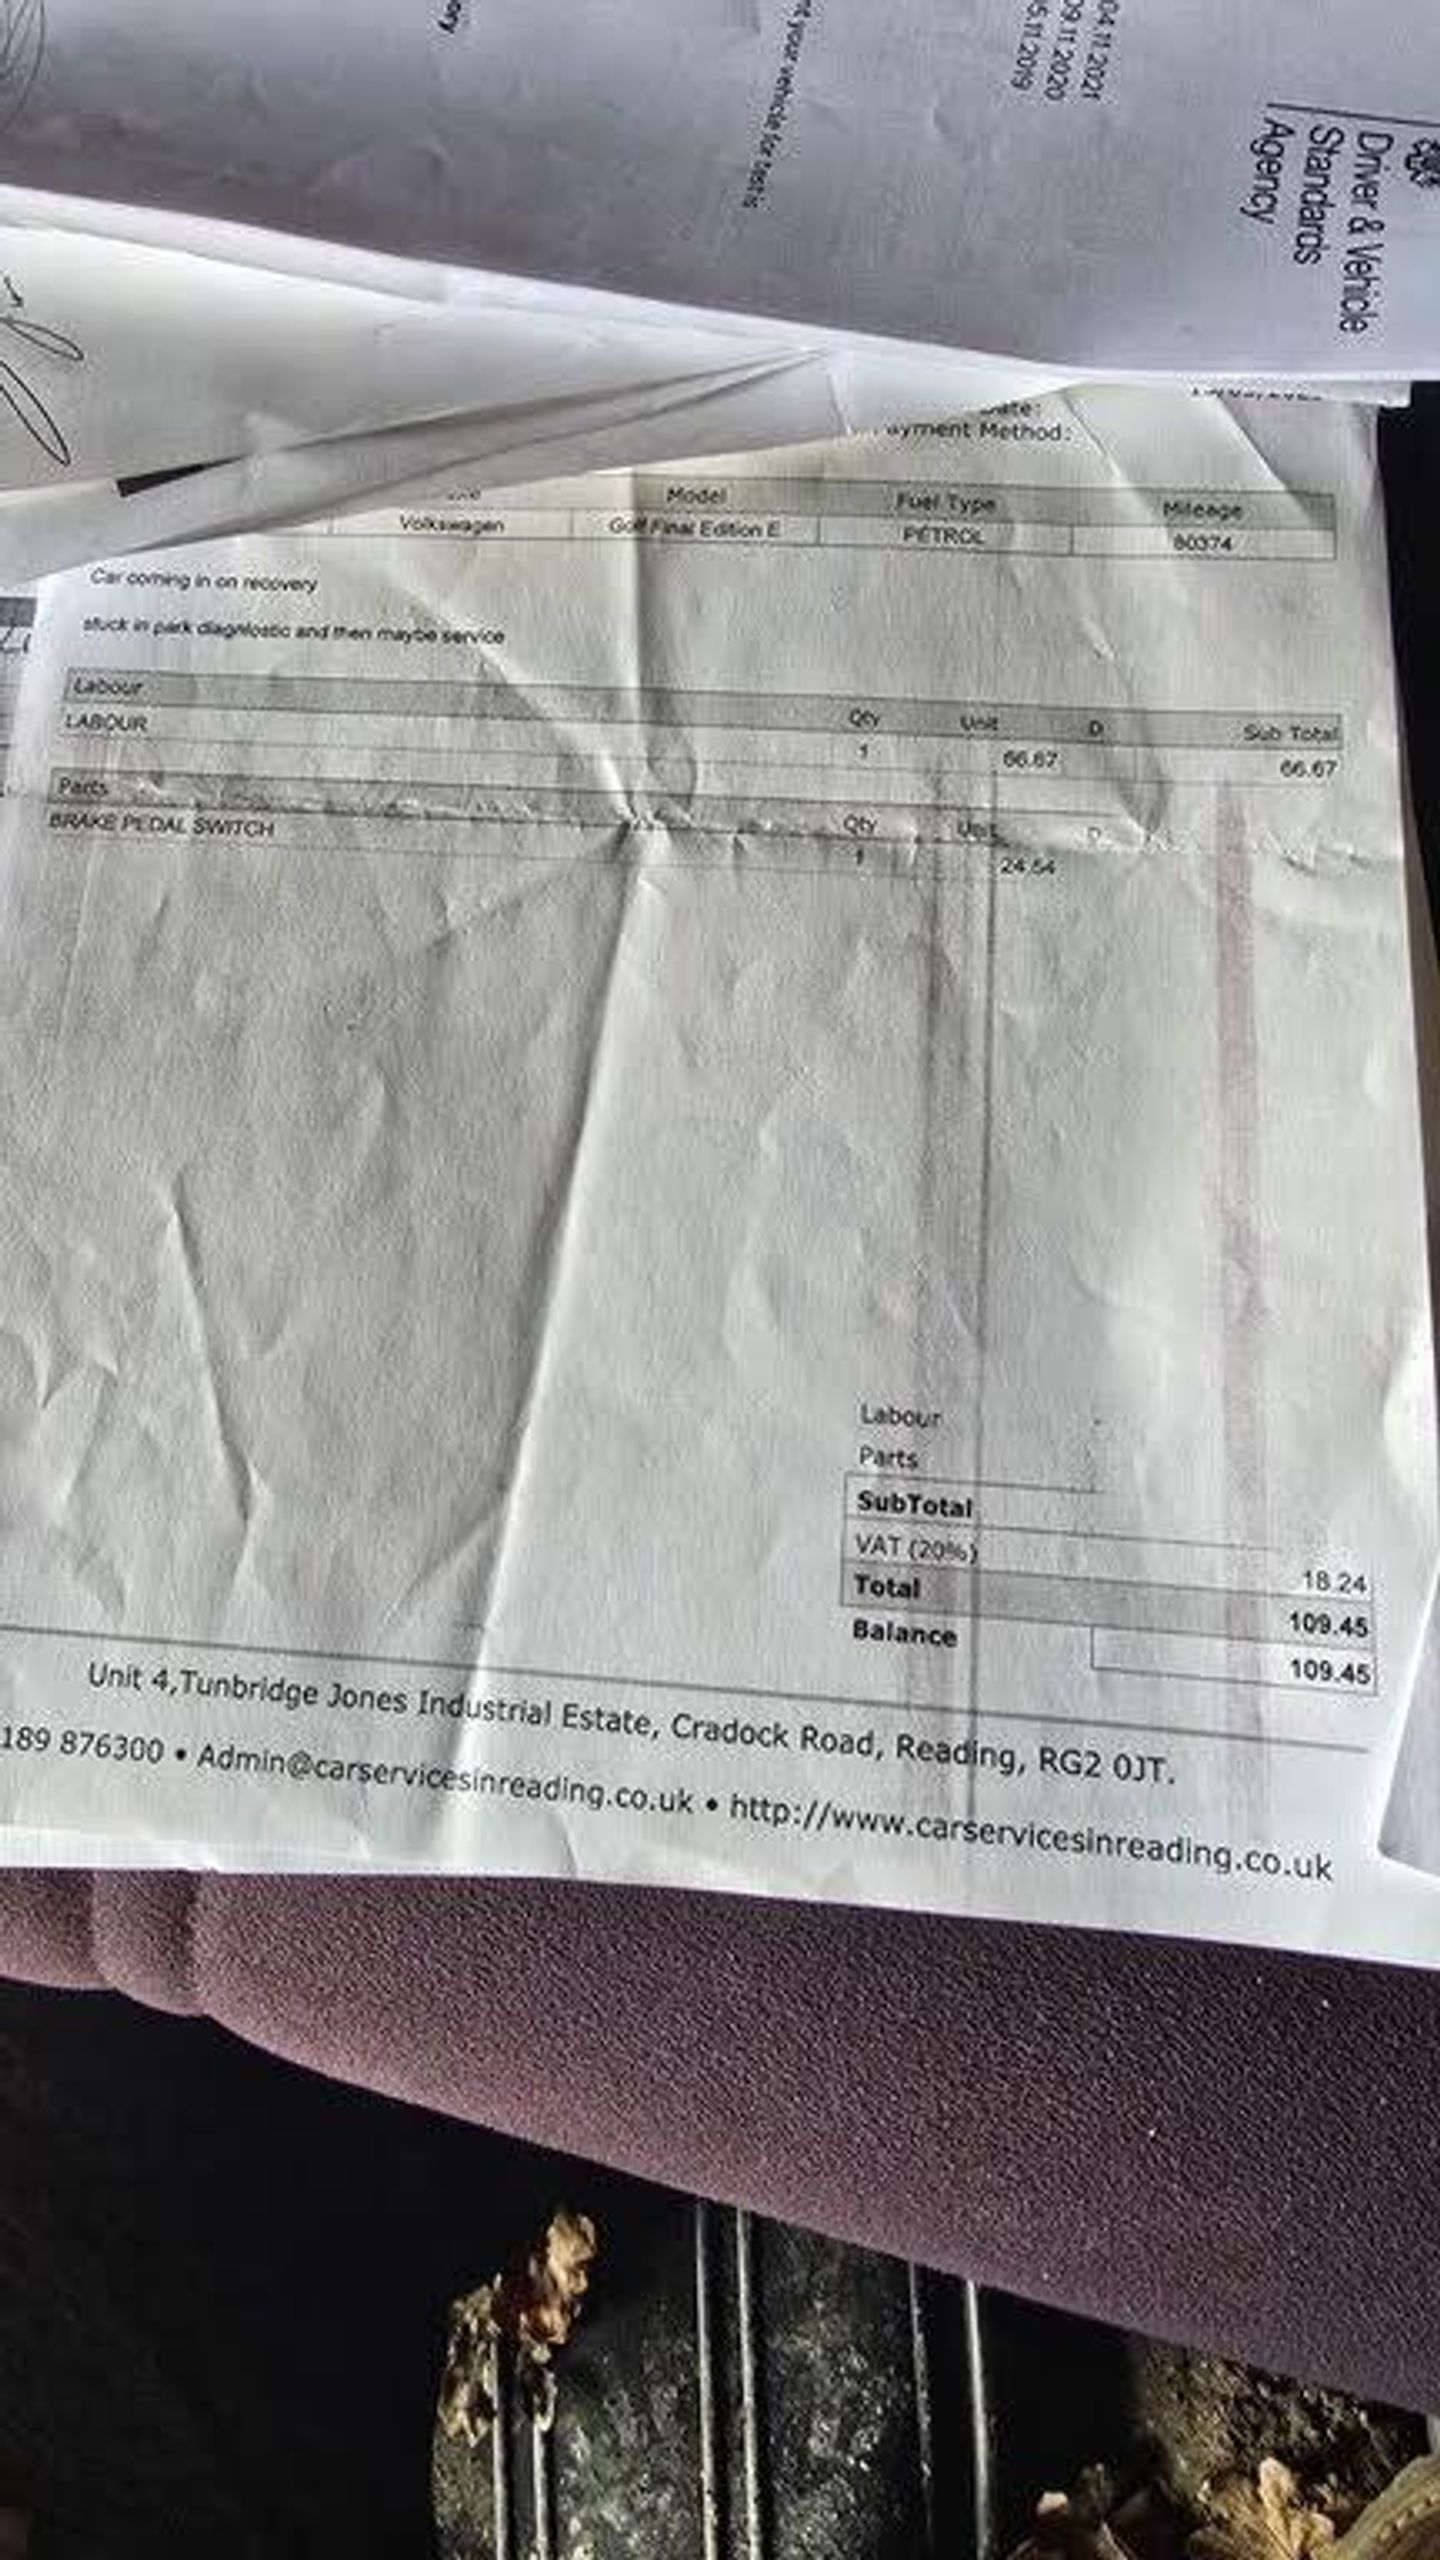 04.11.2021
09.11.2020
5.11.2019
Driver & Vehicle
Standards
Agency
your vehicle for test is
Date:
ayment Method:
Model Fuel Type Mileage
Volkswagen Golf Final Edition E PETROL 80374
Car coming in on recovery
stuck in park diagnostic and then maybe service
Labour Qty Unit D Sub Total
LABOUR 1 66.67 66.67
Parts Qty Unit D
BRAKE PEDAL SWITCH 1 24.54
Labour
Parts
SubTotal
VAT (20%) 18.24
Total 109.45
Balance 109.45
Unit 4,Tunbridge Jones Industrial Estate, Cradock Road, Reading, RG2 0JT.
189 876300 • Admin@carservicesinreading.co.uk • http://www.carservicesinreading.co.uk